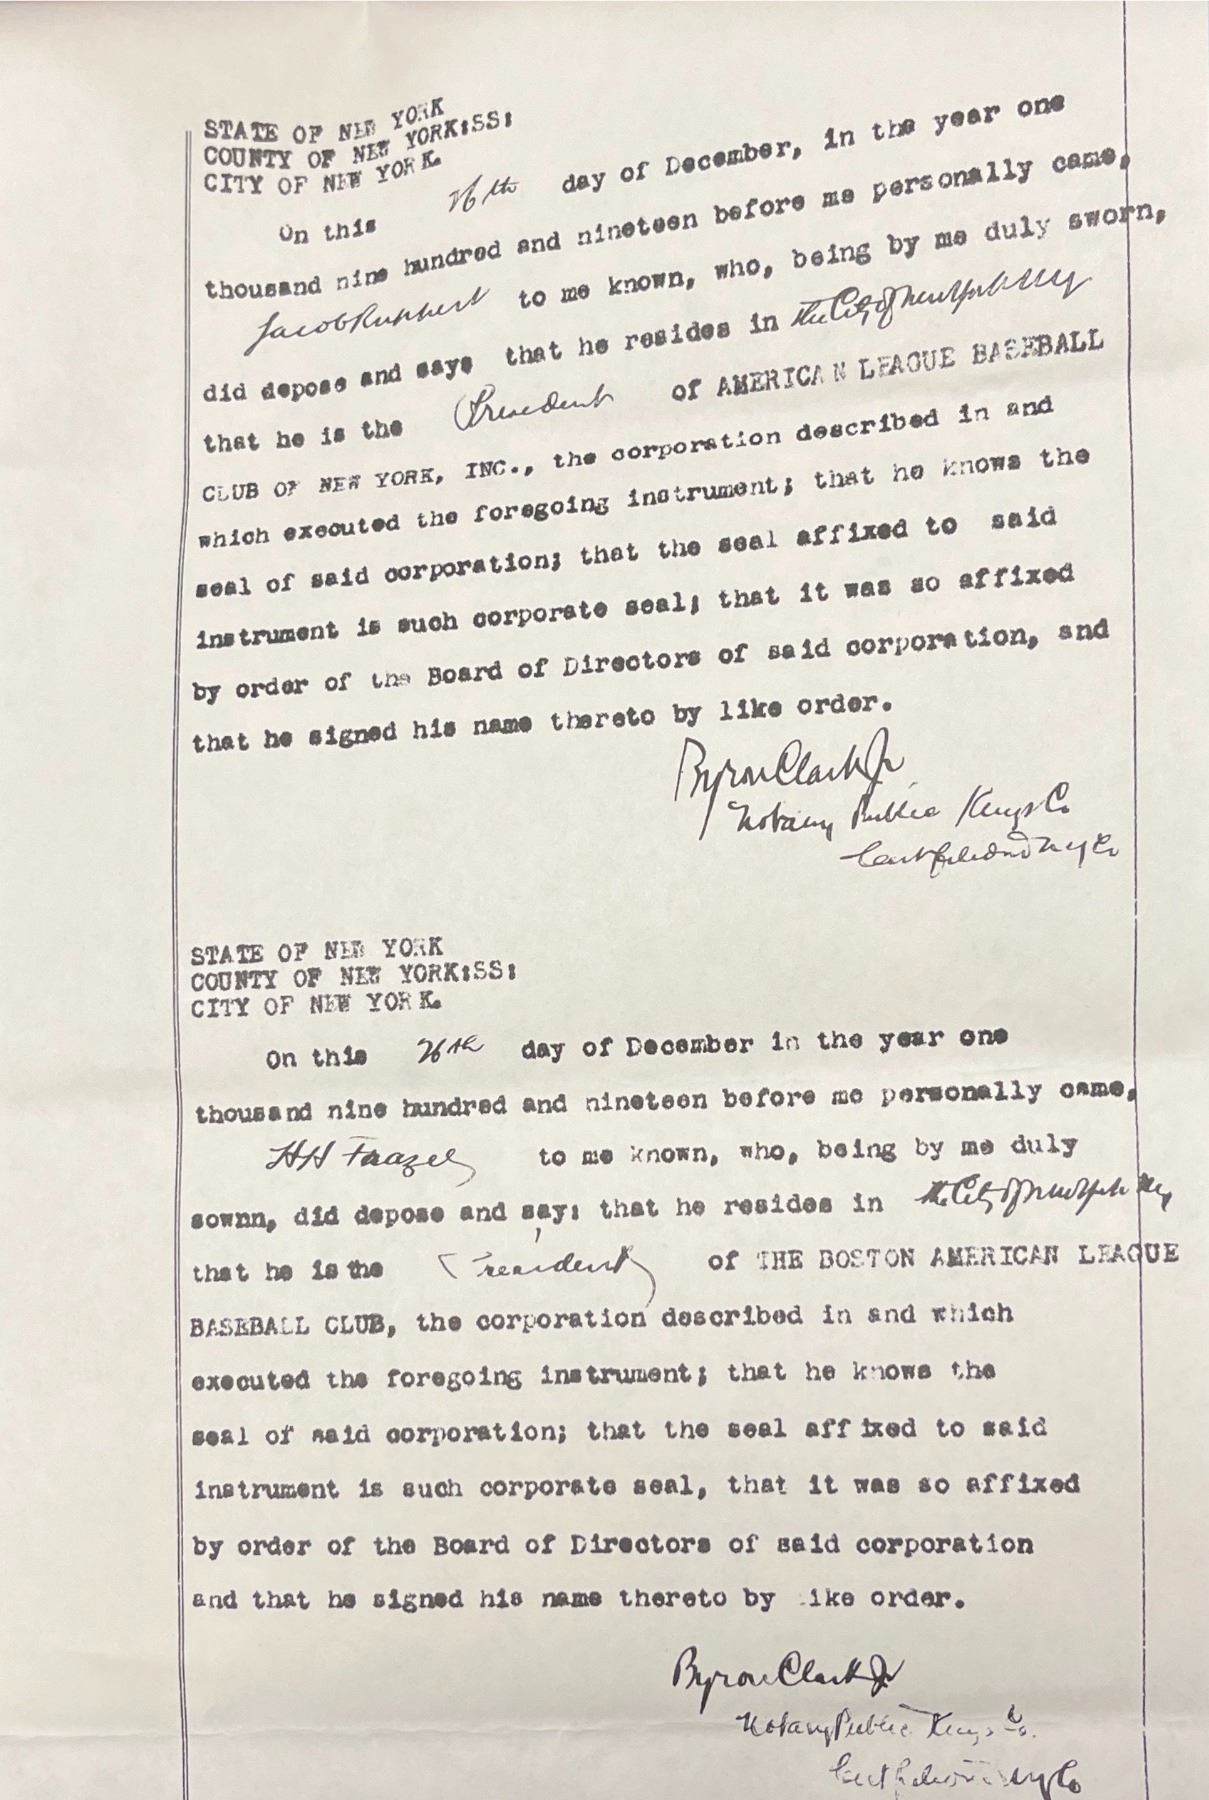 STATE OF NEW YORK
COUNTY OF NEW YORK:SS:
CITY OF NEW YORK.
On this 26th day of December, in the year one
thousand nine hundred and nineteen before me personally came,
Jacob Ruppert to me known, who, being by me duly sworn,
did depose and says that he resides in the City of New York N Y
that he is the President of AMERICAN LEAGUE BASEBALL
CLUB OF NEW YORK, INC., the corporation described in and
which executed the foregoing instrument; that he knows the
seal of said corporation; that the seal affixed to said
instrument is such corporate seal; that it was so affixed
by order of the Board of Directors of said corporation, and
that he signed his name thereto by like order.
Byron Clark Jr
Notary Public Kings Co
Cert filed in N Y Co
STATE OF NEW YORK
COUNTY OF NEW YORK:SS:
CITY OF NEW YORK.
On this 26th day of December in the year one
thousand nine hundred and nineteen before me personally came,
H H Frazee to me known, who, being by me duly
sownn, did depose and say: that he resides in the City of New York N Y
that he is the President of THE BOSTON AMERICAN LEAGUE
BASEBALL CLUB, the corporation described in and which
executed the foregoing instrument; that he knows the
seal of said corporation; that the seal affixed to said
instrument is such corporate seal, that it was so affixed
by order of the Board of Directors of said corporation
and that he signed his name thereto by like order.
Byron Clark Jr
Notary Public Kings Co.
Cert filed in N Y Co